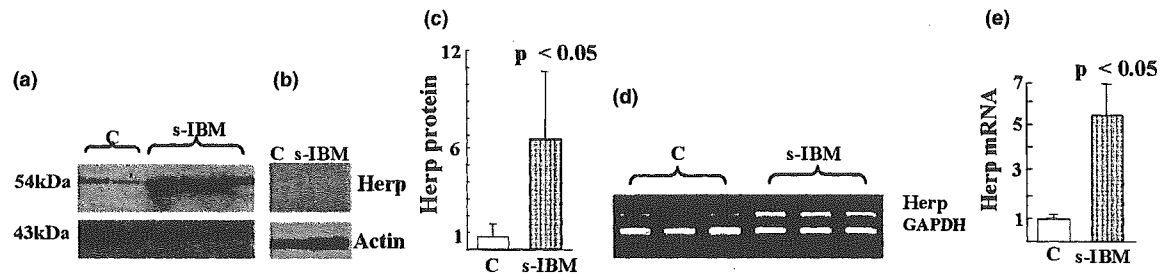 (a)
C
s-IBM
54kDa
43kDa
(b)
C s-IBM
Herp
Actin
(c)
Herp protein
12
6
1
p < 0.05
C s-IBM
(d)
C
s-IBM
Herp
GAPDH
(e)
Herp mRNA
7
5
3
1
p < 0.05
C s-IBM